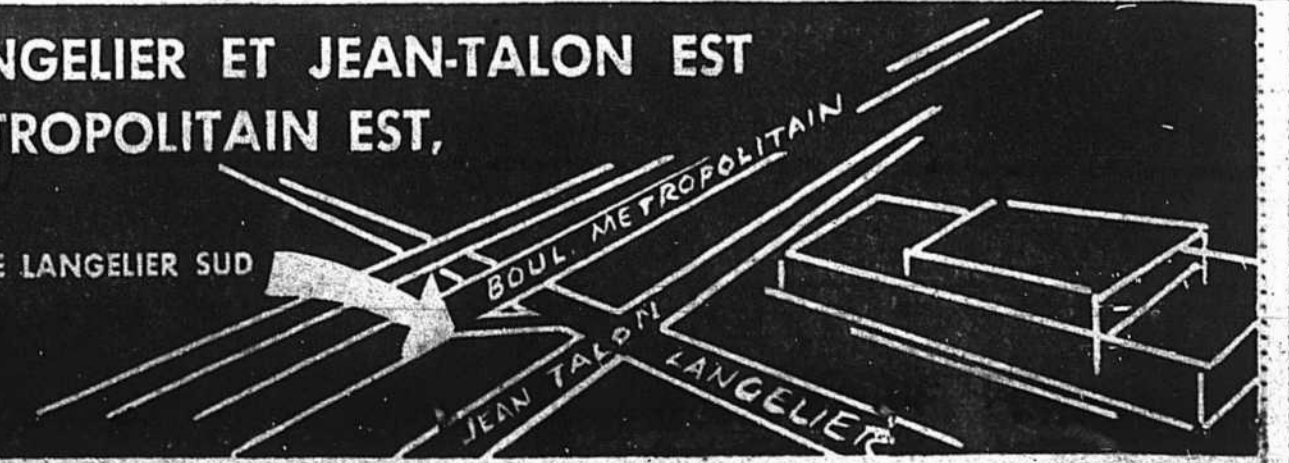 NGELIER ET JEAN-TALON EST
TROPOLITAIN EST,
E LANGELIER SUD
BOUL. METROPOLITAIN
JEAN TALON
LANGELIER